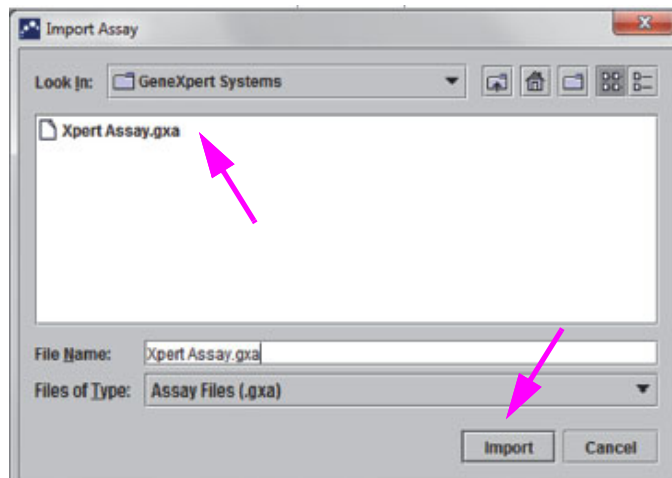 Import Assay
Look In: GeneXpert Systems
Xpert Assay.gxa
File Name: Xpert Assay.gxa
Files of Type: Assay Files (.gxa)
Import Cancel